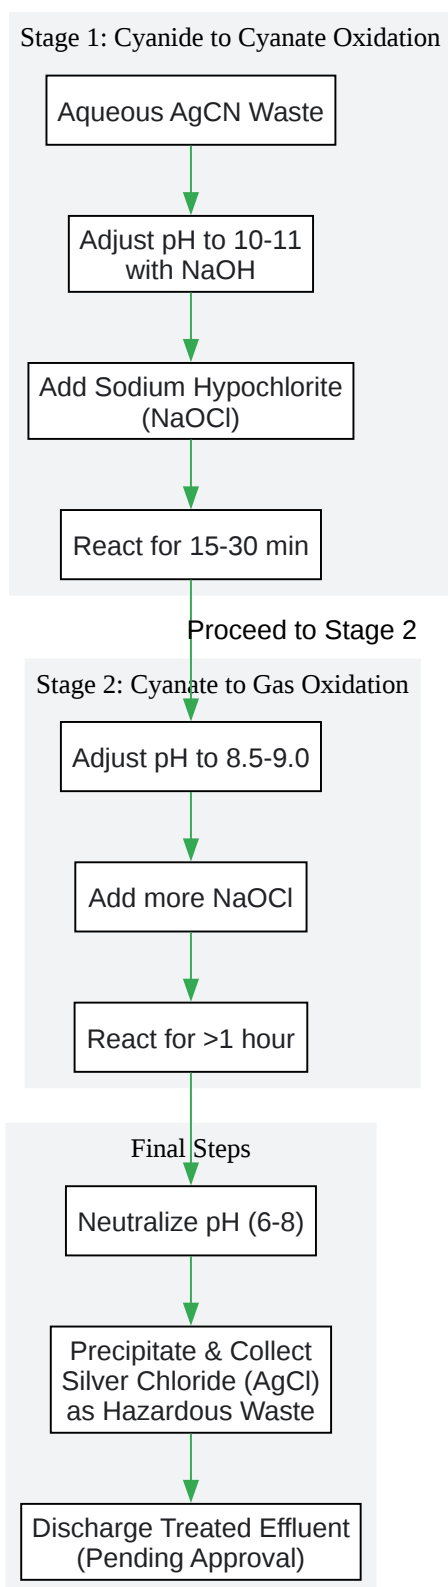 Stage 1: Cyanide to Cyanate Oxidation
Aqueous AgCN Waste
Adjust pH to 10-11
with NaOH
Add Sodium Hypochlorite
(NaOCl)
React for 15-30 min
Proceed to Stage 2
Stage 2: Cyanate to Gas Oxidation
Adjust pH to 8.5-9.0
Add more NaOCl
React for >1 hour
Final Steps
Neutralize pH (6-8)
Precipitate & Collect
Silver Chloride (AgCl)
as Hazardous Waste
Discharge Treated Effluent
(Pending Approval)